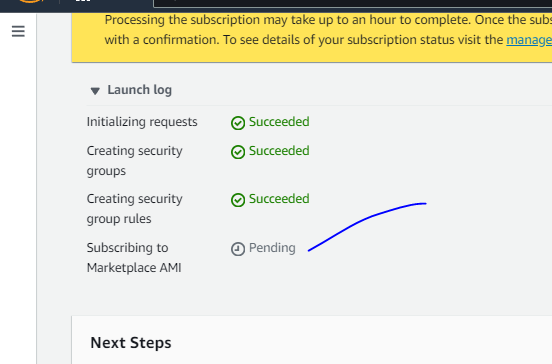 Processing the subscription may take up to an hour to complete. Once the subs
with a confirmation. To see details of your subscription status visit the manage
Launch log
Initializing requests Succeeded
Creating security Succeeded
groups
Creating security Succeeded
group rules
Subscribing to Pending
Marketplace AMI
Next Steps